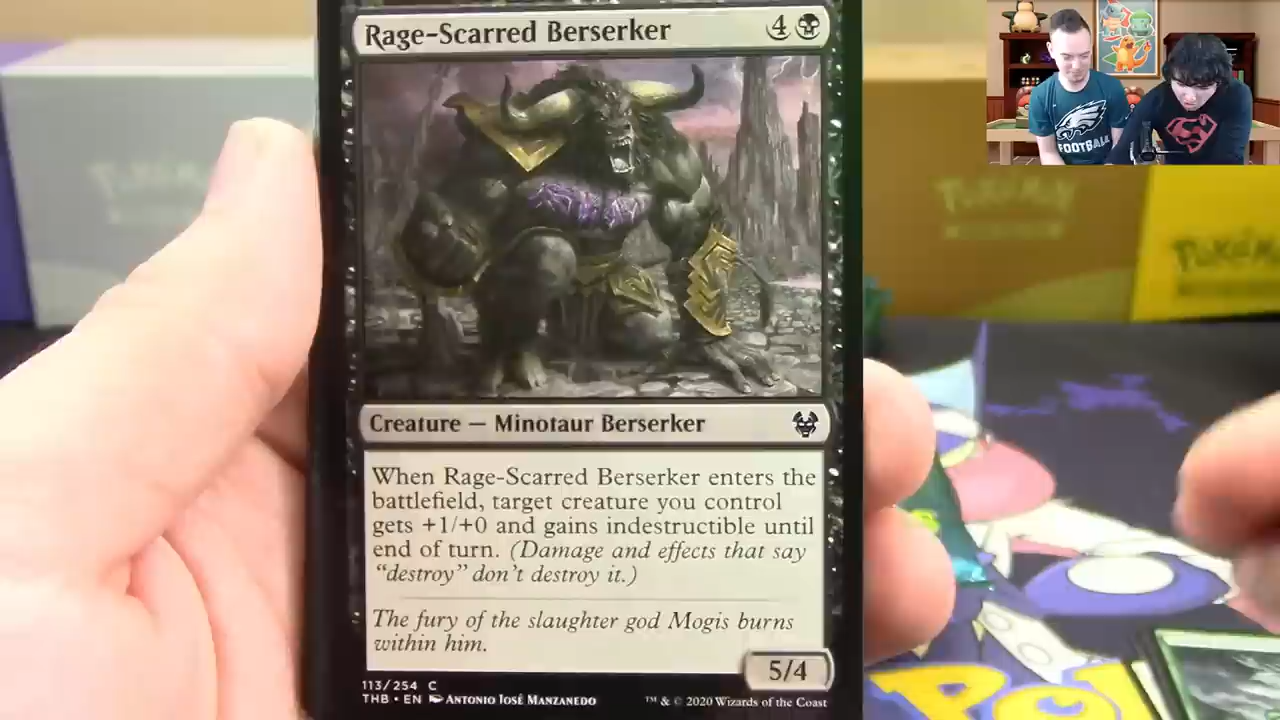 Rage-Scarred Berserker 4
Creature — Minotaur Berserker
When Rage-Scarred Berserker enters the
battlefield, target creature you control
gets +1/+0 and gains indestructible until
end of turn. (Damage and effects that say
“destroy” don’t destroy it.)
The fury of the slaughter god Mogis burns
within him.
5/4
113/254 C
THB • EN Antonio José Manzanedo
™ & © 2020 Wizards of the Coast
FOOTBALL
POKÉMON
POKÉMON